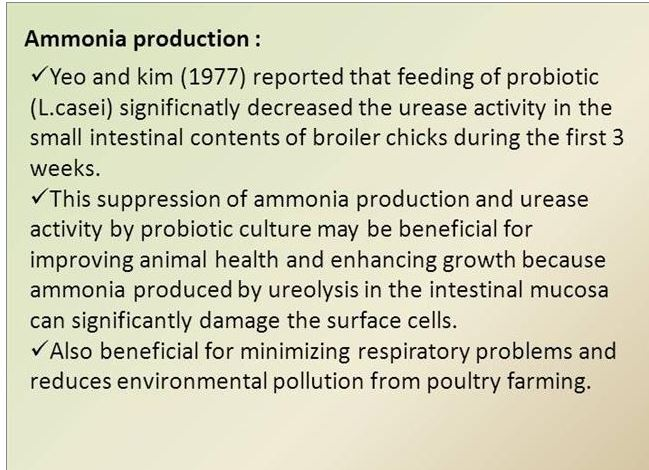 Ammonia production :
✓Yeo and kim (1977) reported that feeding of probiotic
(L.casei) significnatly decreased the urease activity in the
small intestinal contents of broiler chicks during the first 3
weeks.
✓This suppression of ammonia production and urease
activity by probiotic culture may be beneficial for
improving animal health and enhancing growth because
ammonia produced by ureolysis in the intestinal mucosa
can significantly damage the surface cells.
✓Also beneficial for minimizing respiratory problems and
reduces environmental pollution from poultry farming.